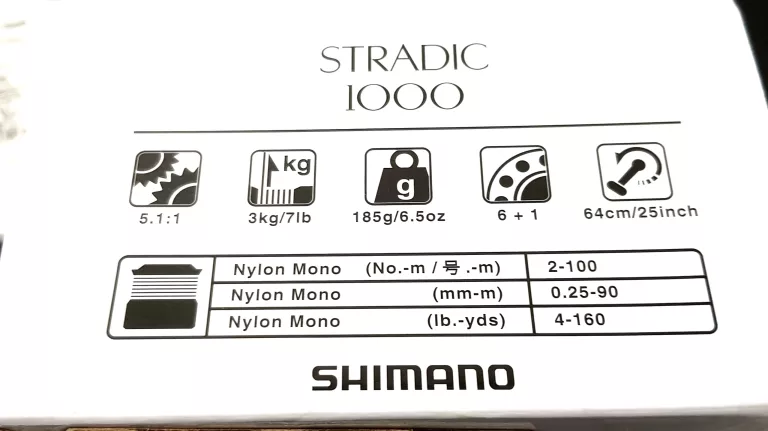 STRADIC
1000
kg
g
5.1:1 3kg/7lb 185g/6.5oz 6 + 1 64cm/25inch
Nylon Mono (No.-m / 号.-m) 2-100
Nylon Mono (mm-m) 0.25-90
Nylon Mono (lb.-yds) 4-160
SHIMANO